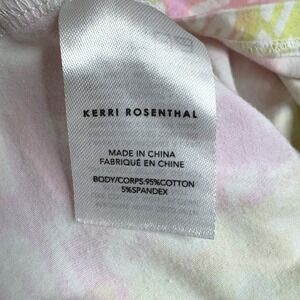 KERRI ROSENTHAL
MADE IN CHINA
FABRIQUÉ EN CHINE
BODY/CORPS:95%COTTON
5%SPANDEX